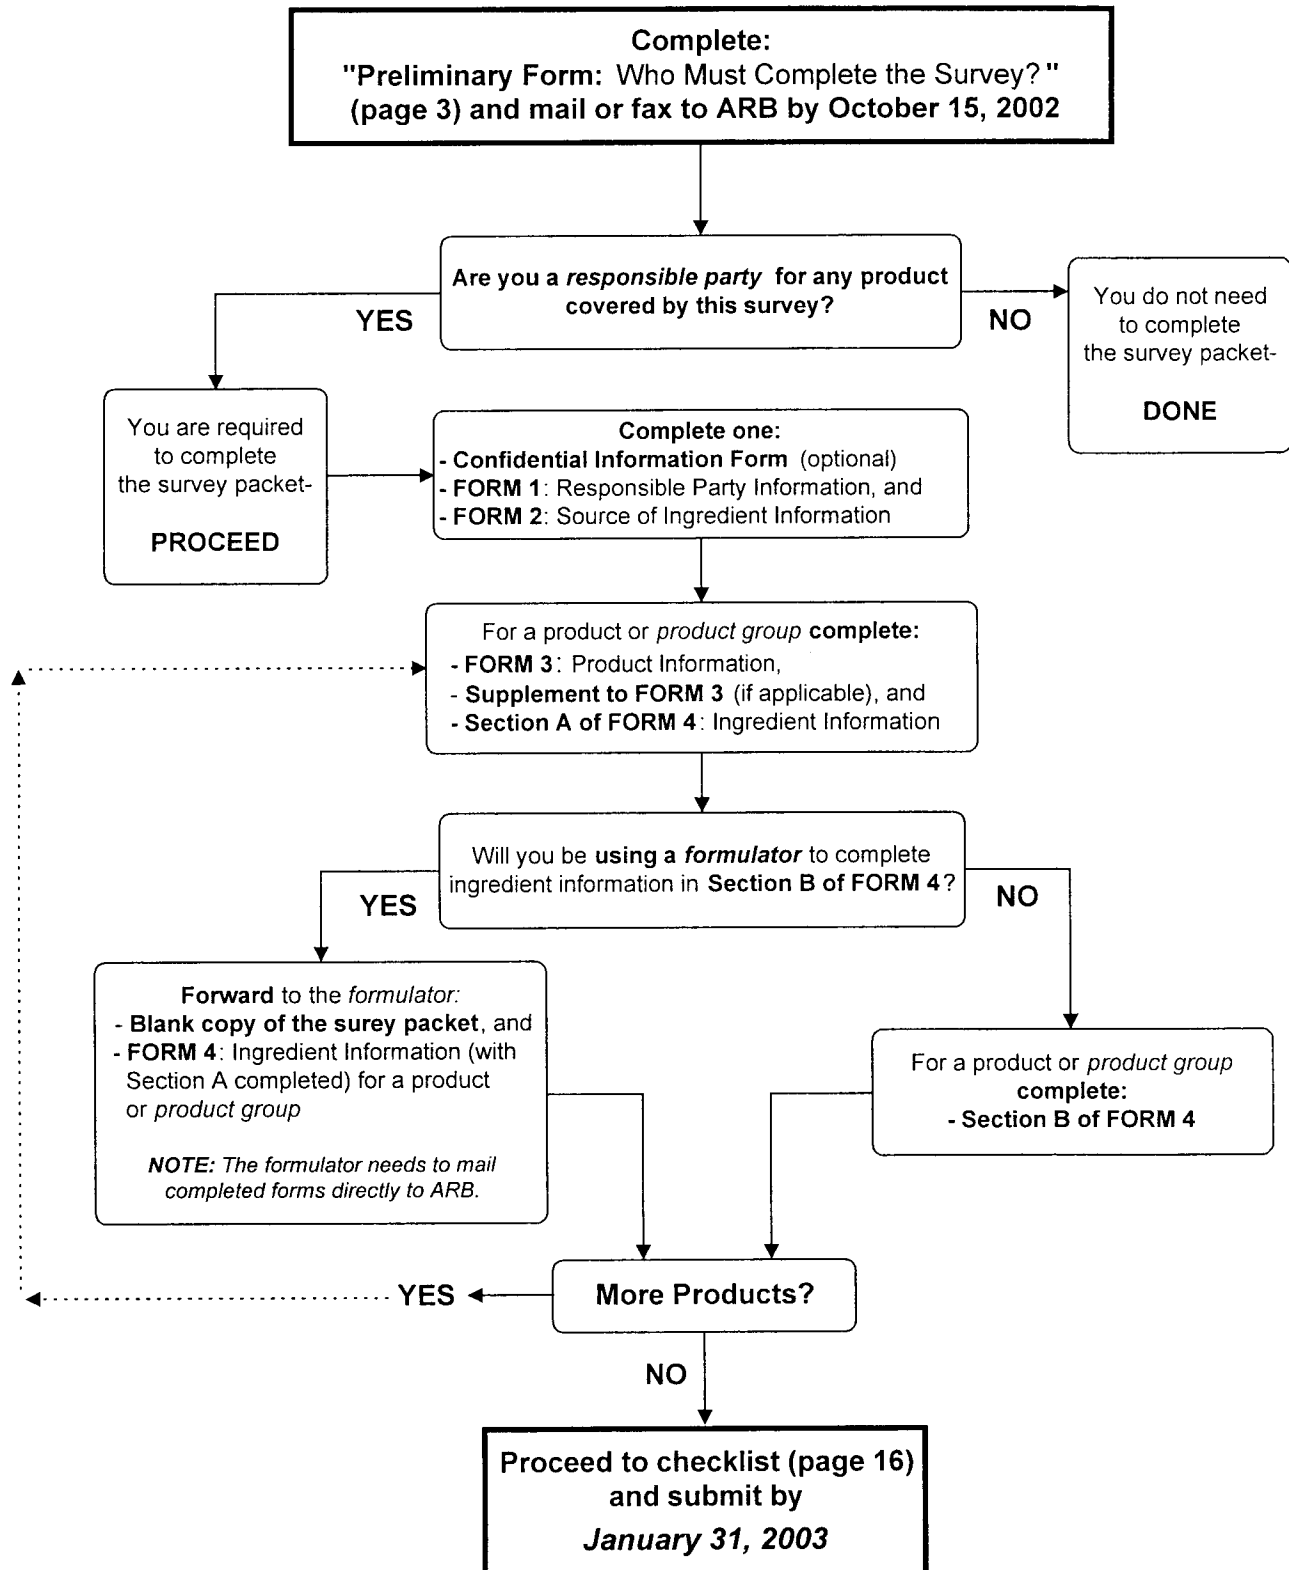 Complete:
"Preliminary Form: Who Must Complete the Survey? "
(page 3) and mail or fax to ARB by October 15, 2002
Are you a responsible party for any product
covered by this survey?
YES
NO
You do not need
to complete
the survey packet-
DONE
You are required
to complete
the survey packet-
PROCEED
Complete one:
- Confidential Information Form (optional)
- FORM 1: Responsible Party Information, and
- FORM 2: Source of Ingredient Information
For a product or product group complete:
- FORM 3: Product Information,
- Supplement to FORM 3 (if applicable), and
- Section A of FORM 4: Ingredient Information
Will you be using a formulator to complete
ingredient information in Section B of FORM 4?
YES
NO
Forward to the formulator:
- Blank copy of the surey packet, and
- FORM 4: Ingredient Information (with
Section A completed) for a product
or product group
NOTE: The formulator needs to mail
completed forms directly to ARB.
For a product or product group
complete:
- Section B of FORM 4
More Products?
YES
NO
Proceed to checklist (page 16)
and submit by
January 31, 2003